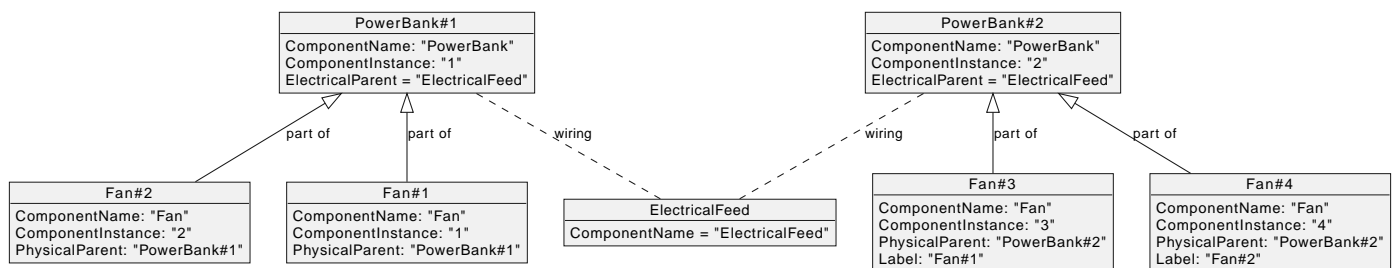 PowerBank#1
ComponentName: "PowerBank"
ComponentInstance: "1"
ElectricalParent = "ElectricalFeed"
PowerBank#2
ComponentName: "PowerBank"
ComponentInstance: "2"
ElectricalParent = "ElectricalFeed"
part of
part of
wiring
wiring
part of
part of
Fan#2
ComponentName: "Fan"
ComponentInstance: "2"
PhysicalParent: "PowerBank#1"
Fan#1
ComponentName: "Fan"
ComponentInstance: "1"
PhysicalParent: "PowerBank#1"
ElectricalFeed
ComponentName = "ElectricalFeed"
Fan#3
ComponentName: "Fan"
ComponentInstance: "3"
PhysicalParent: "PowerBank#2"
Label: "Fan#1"
Fan#4
ComponentName: "Fan"
ComponentInstance: "4"
PhysicalParent: "PowerBank#2"
Label: "Fan#2"